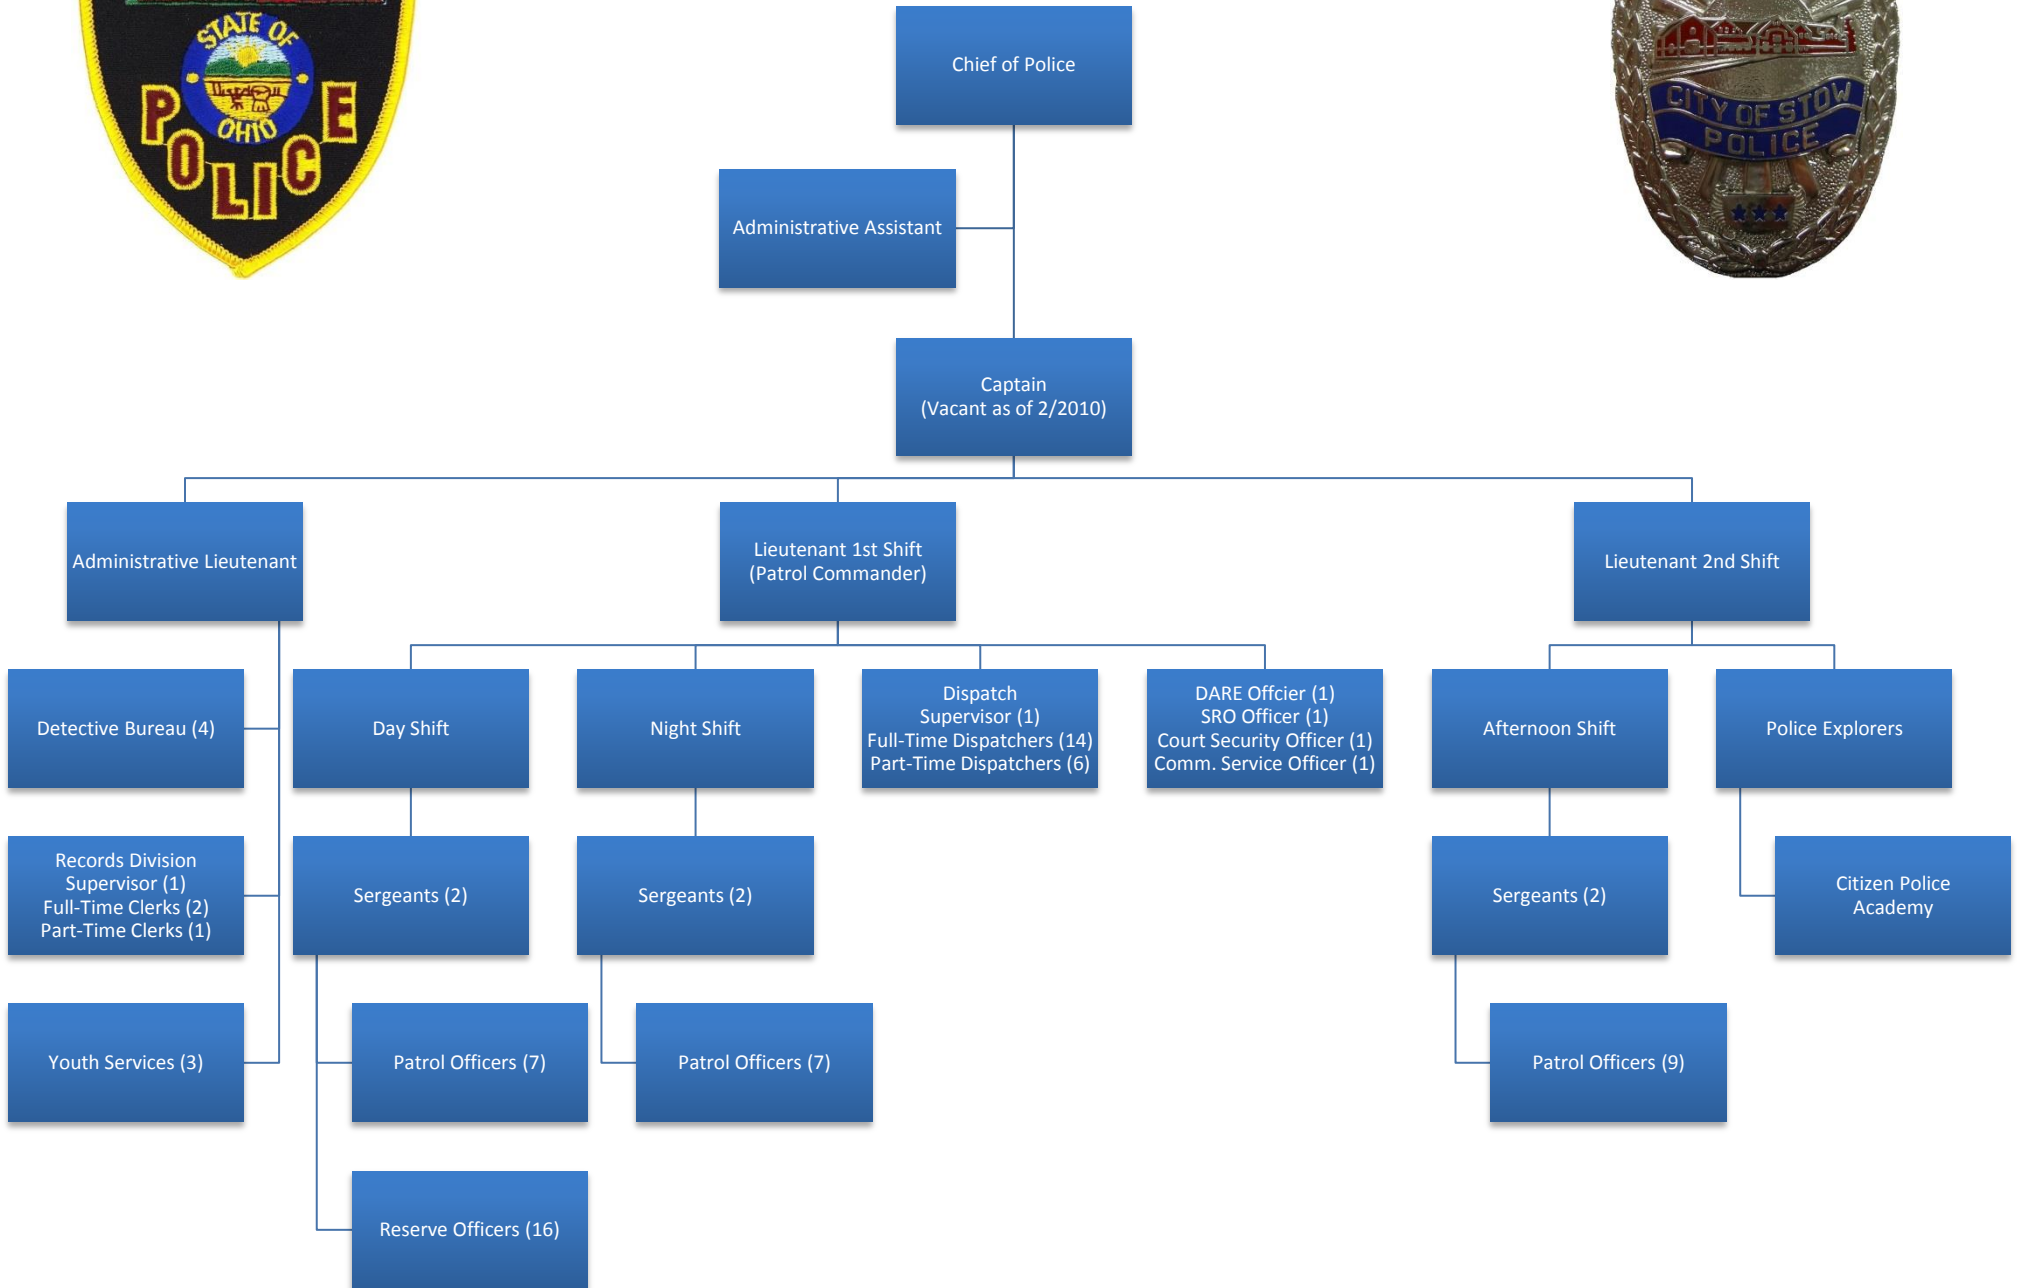 STATE OF
OHIO
POLICE
CITY OF STOW
POLICE
Chief of Police
Administrative Assistant
Captain
(Vacant as of 2/2010)
Administrative Lieutenant
Lieutenant 1st Shift
(Patrol Commander)
Lieutenant 2nd Shift
Detective Bureau (4)
Day Shift
Night Shift
Dispatch
Supervisor (1)
Full-Time Dispatchers (14)
Part-Time Dispatchers (6)
DARE Offcier (1)
SRO Officer (1)
Court Security Officer (1)
Comm. Service Officer (1)
Afternoon Shift
Police Explorers
Records Division
Supervisor (1)
Full-Time Clerks (2)
Part-Time Clerks (1)
Sergeants (2)
Sergeants (2)
Sergeants (2)
Citizen Police
Academy
Youth Services (3)
Patrol Officers (7)
Patrol Officers (7)
Patrol Officers (9)
Reserve Officers (16)